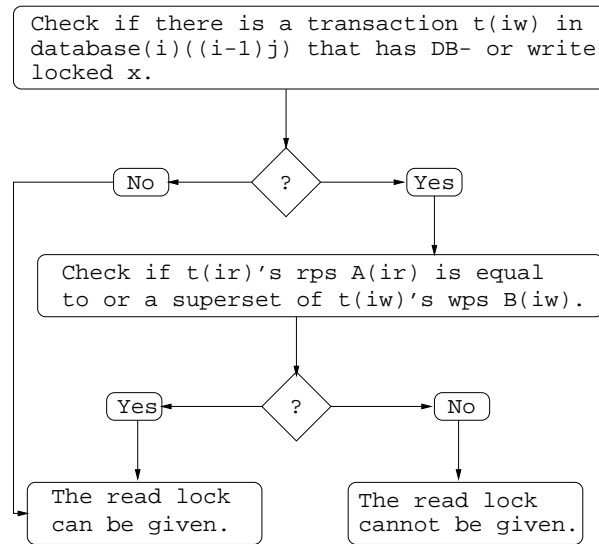 Check if there is a transaction t(iw) in
database(i)((i-1)j) that has DB- or write
locked x.
No
?
Yes
Check if t(ir)'s rps A(ir) is equal
to or a superset of t(iw)'s wps B(iw).
Yes
?
No
The read lock
can be given.
The read lock
cannot be given.